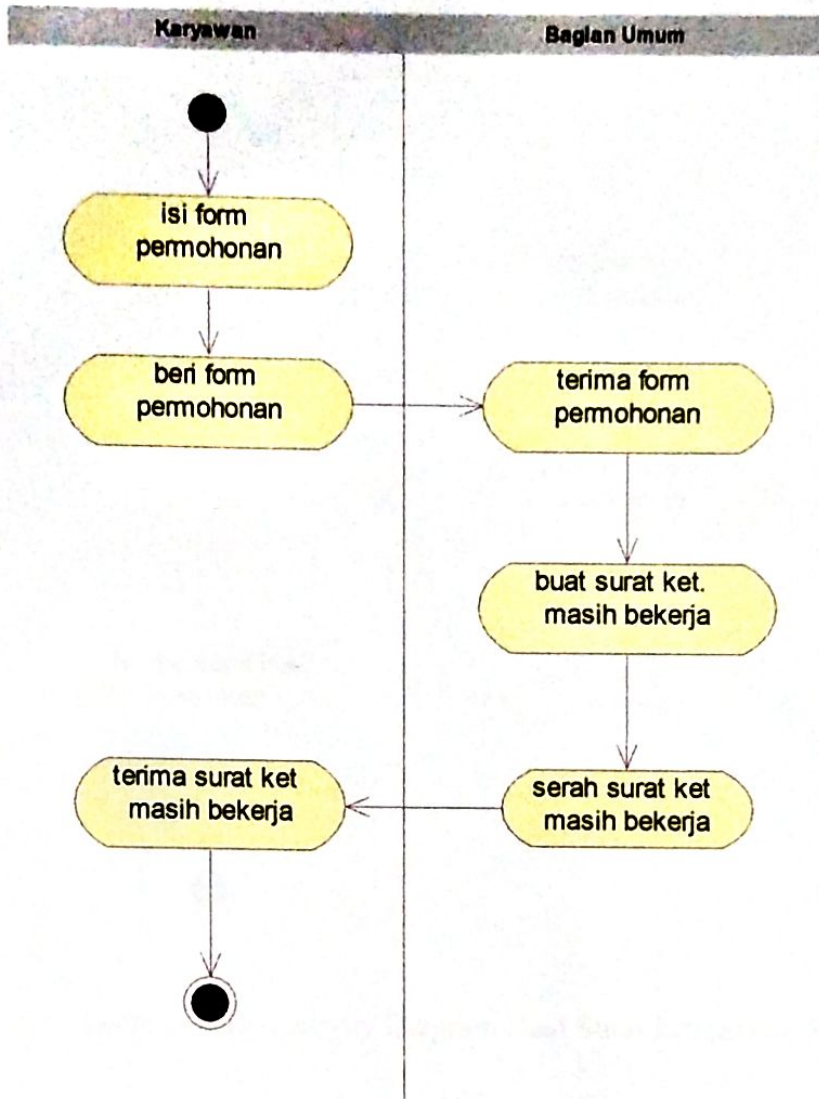 Karyawan
Bagian Umum
isi form
permohonan
beri form
permohonan
terima form
permohonan
buat surat ket.
masih bekerja
serah surat ket
masih bekerja
terima surat ket
masih bekerja